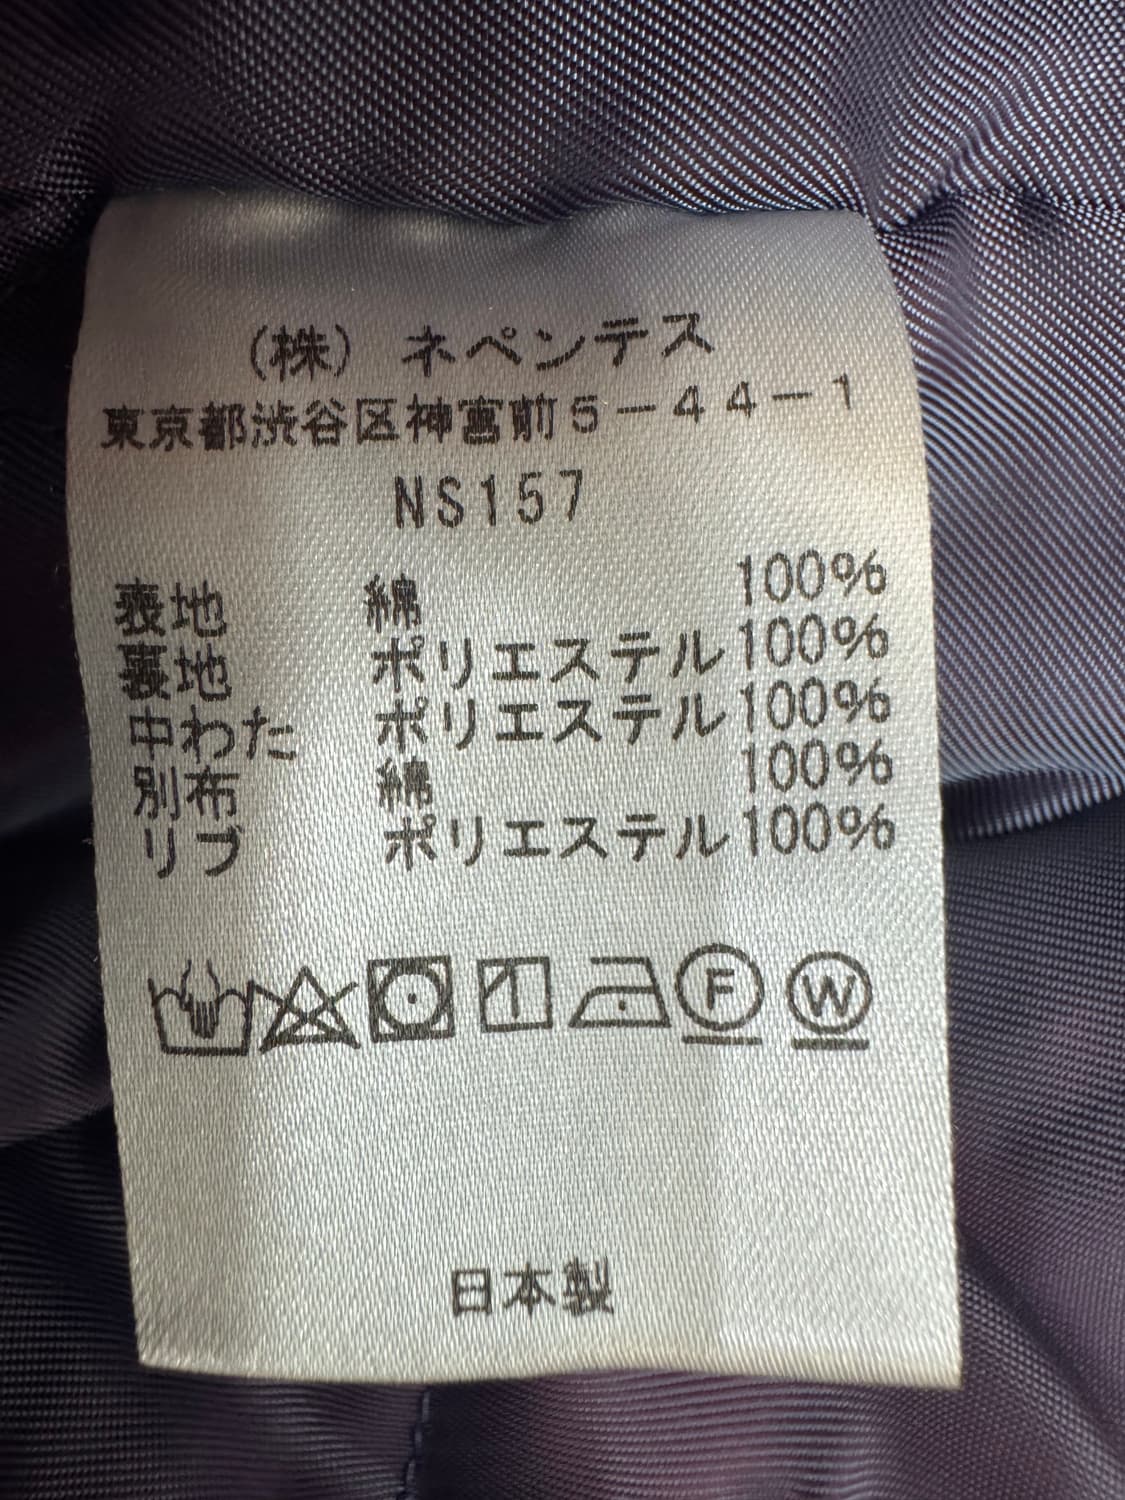 (株) ネペンテス
東京都渋谷区神宮前5-44-1
NS157
表地 綿 100%
裏地 ポリエステル100%
中わた ポリエステル100%
別布 綿 100%
リブ ポリエステル100%
F W
日本製